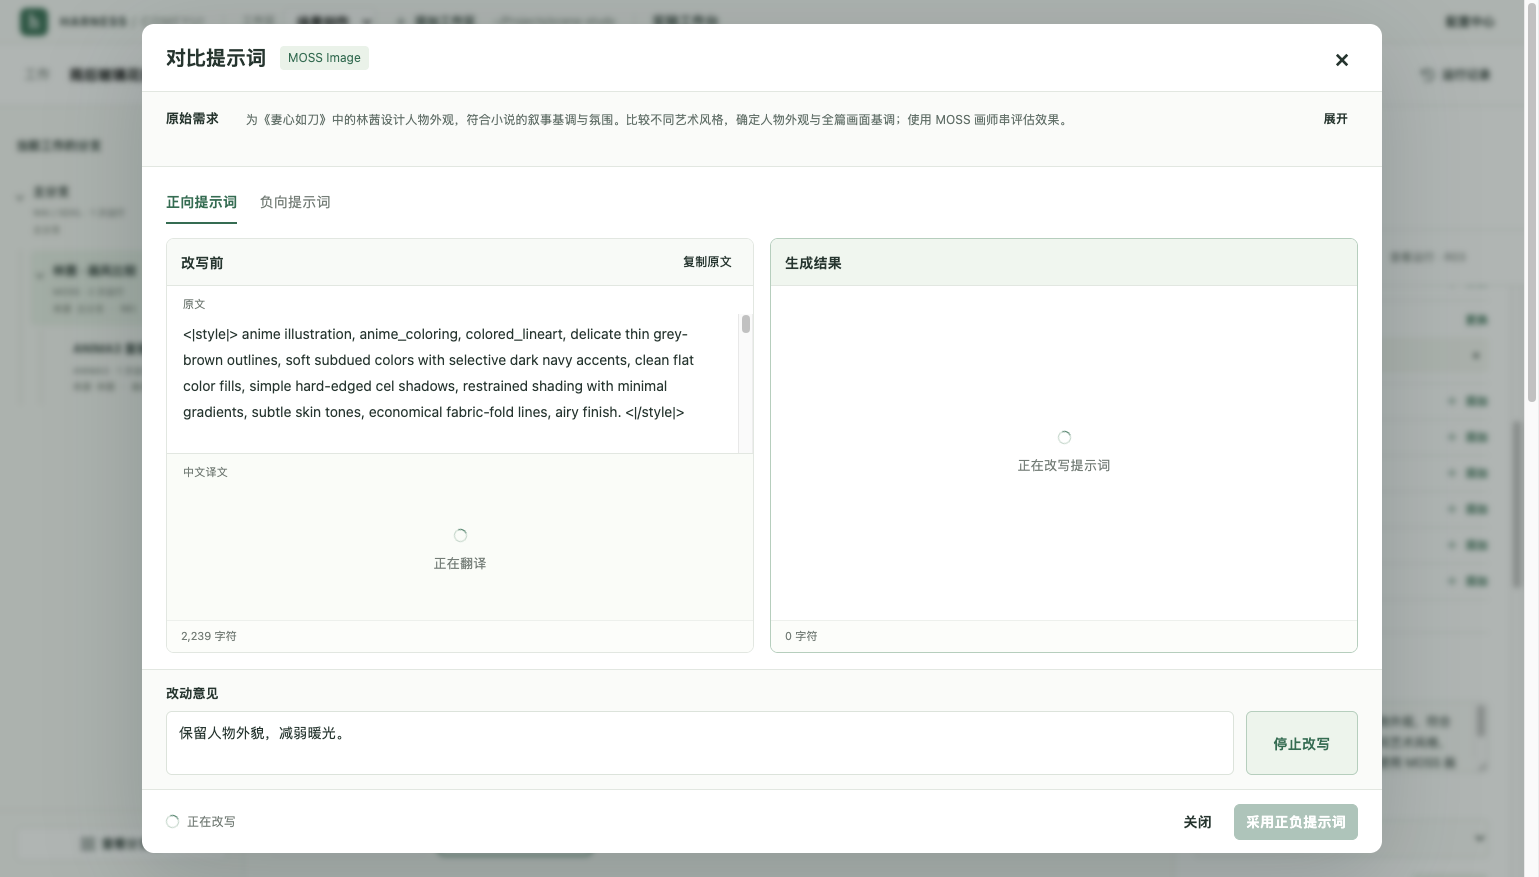 对比提示词 MOSS Image
原始需求 为《妻心如刀》中的林茜设计人物外观，符合小说的叙事基调与氛围。比较不同艺术风格，确定人物外观与全篇画面基调；使用 MOSS 画师串评估效果。 展开
正向提示词 负向提示词
改写前 复制原文
原文
<|style|> anime illustration, anime_coloring, colored_lineart, delicate thin grey-
brown outlines, soft subdued colors with selective dark navy accents, clean flat
color fills, simple hard-edged cel shadows, restrained shading with minimal
gradients, subtle skin tones, economical fabric-fold lines, airy finish. <|/style|>
中文译文
正在翻译
2,239 字符
生成结果
正在改写提示词
0 字符
改动意见
保留人物外貌，减弱暖光。
停止改写
正在改写
关闭 采用正负提示词